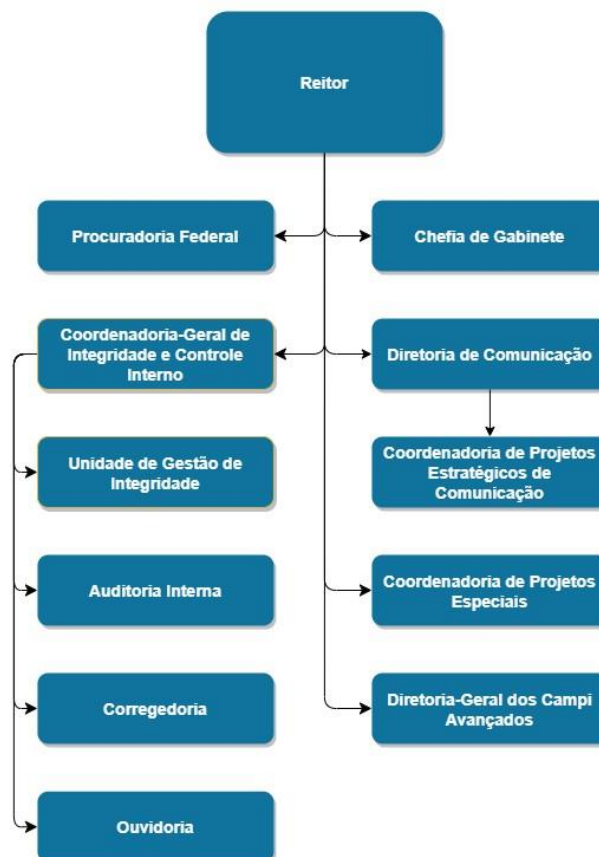 Reitor
Procuradoria Federal
Chefia de Gabinete
Coordenadoria-Geral de
Integridade e Controle
Interno
Diretoria de Comunicação
Unidade de Gestão de
Integridade
Coordenadoria de Projetos
Estratégicos de
Comunicação
Auditoria Interna
Coordenadoria de Projetos
Especiais
Corregedoria
Diretoria-Geral dos Campi
Avançados
Ouvidoria